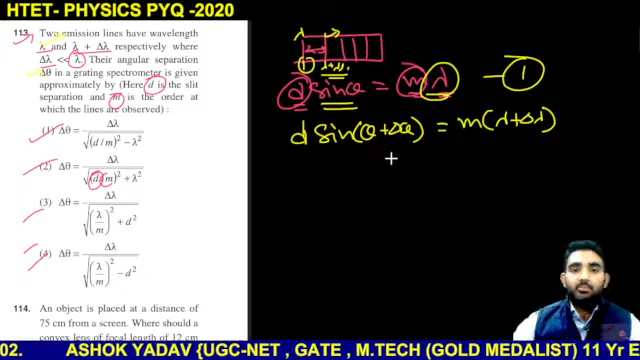 HTET- PHYSICS PYQ -2020
113. Two emission lines have wavelength
λ and λ + Δλ respectively where
Δλ << λ. Their angular separation
Δθ in a grating spectrometer is given
approximately by (Here d is the slit
separation and m is the order at
which the lines are observed) :
(1) Δθ = Δλ / √((d / m)² − λ²)
(2) Δθ = Δλ / √((d / m)² + λ²)
(3) Δθ = Δλ / √((λ/m)² + d²)
(4) Δθ = Δλ / √((λ/m)² − d²)
114. An object is placed at a distance of
75 cm from a screen. Where should a
convex lens of focal length of 12 cm
λ
1 λ+Δλ
d sinθ = mλ — 1
d sin(θ+Δθ) = m(λ+Δλ)
02. ASHOK YADAV {UGC-NET , GATE , M.TECH (GOLD MEDALIST) 11 Yr E